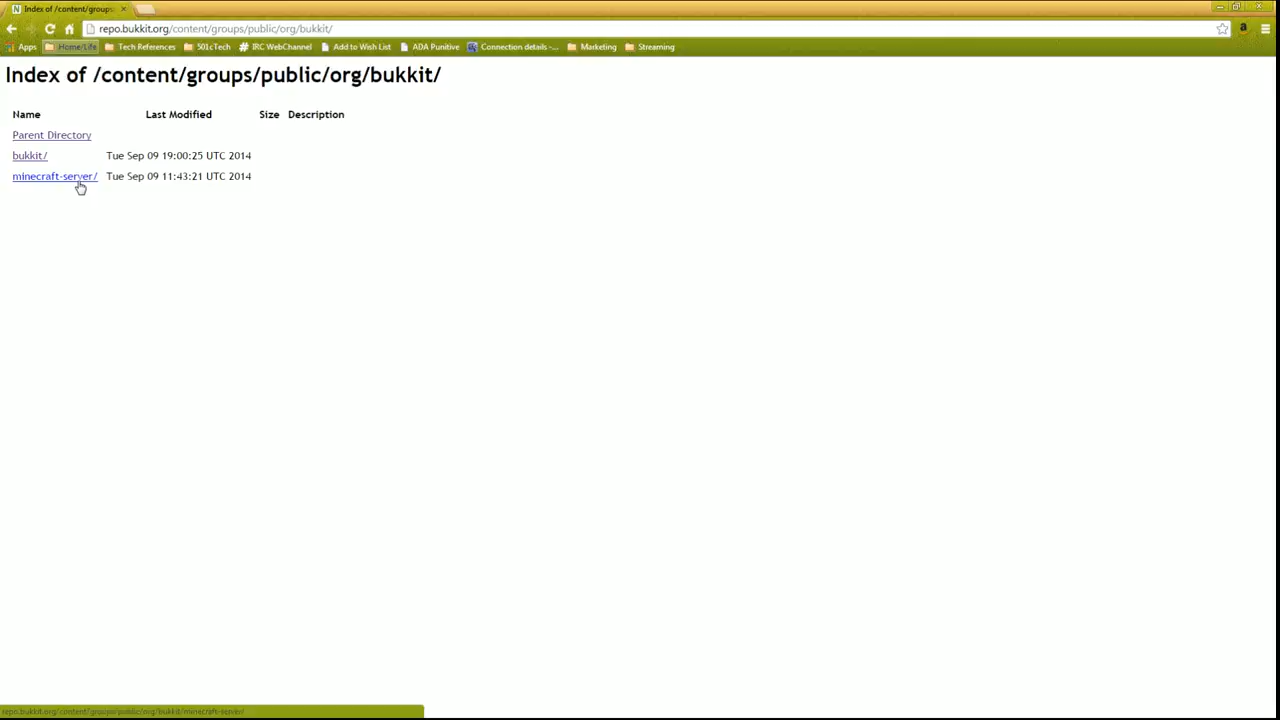 Index of /content/groups
repo.bukkit.org/content/groups/public/org/bukkit/
Apps Home/Life Tech References 501cTech IRC WebChannel Add to Wish List ADA Punitive Connection details -... Marketing Streaming
Index of /content/groups/public/org/bukkit/
Name Last Modified Size Description
Parent Directory
bukkit/ Tue Sep 09 19:00:25 UTC 2014
minecraft-server/ Tue Sep 09 11:43:21 UTC 2014
repo.bukkit.org/content/groups/public/org/bukkit/minecraft-server/